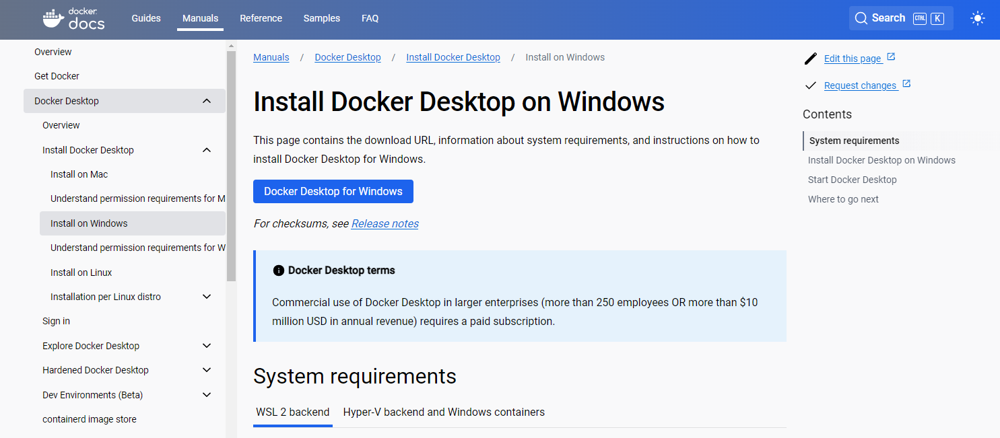 docker
docs
Guides
Manuals
Reference
Samples
FAQ
Search CTRL K
Overview
Get Docker
Docker Desktop
Overview
Install Docker Desktop
Install on Mac
Understand permission requirements for M
Install on Windows
Understand permission requirements for W
Install on Linux
Installation per Linux distro
Sign in
Explore Docker Desktop
Hardened Docker Desktop
Dev Environments (Beta)
containerd image store
Manuals / Docker Desktop / Install Docker Desktop / Install on Windows
Install Docker Desktop on Windows
This page contains the download URL, information about system requirements, and instructions on how to
install Docker Desktop for Windows.
Docker Desktop for Windows
For checksums, see Release notes
Docker Desktop terms
Commercial use of Docker Desktop in larger enterprises (more than 250 employees OR more than $10
million USD in annual revenue) requires a paid subscription.
System requirements
WSL 2 backend
Hyper-V backend and Windows containers
Edit this page
Request changes
Contents
System requirements
Install Docker Desktop on Windows
Start Docker Desktop
Where to go next